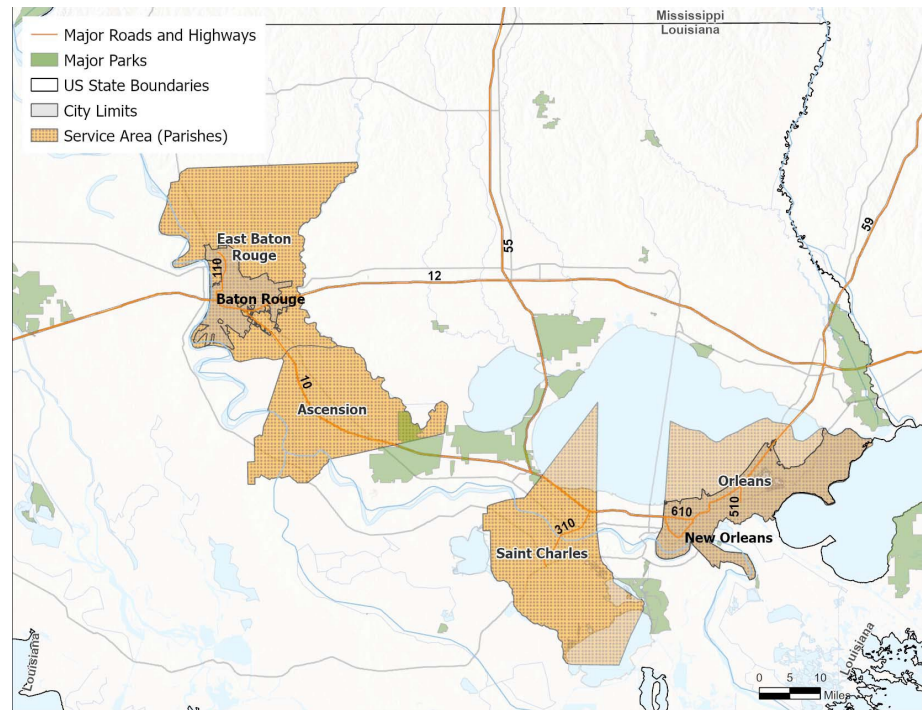 Major Roads and Highways
Major Parks
US State Boundaries
City Limits
Service Area (Parishes)
Mississippi
Louisiana
59
55
East Baton
Rouge
110
12
Baton Rouge
10
Ascension
Orleans
610
510
310
New Orleans
Saint Charles
Louisiana
Louisiana
0 5 10
Miles